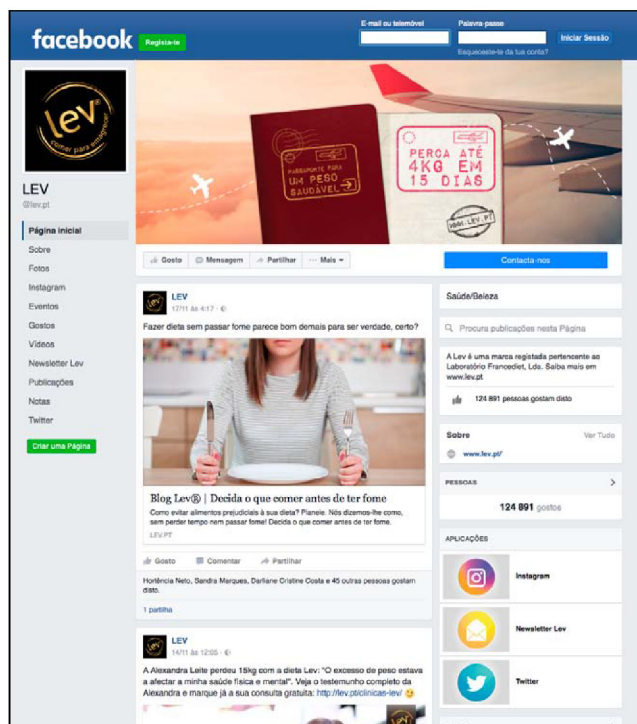 E-mail ou telemóvel
Palavra-passe
facebook
Regista-te
Iniciar Sessão
Esqueceste-te da tua conta?
Lev®
comer para emagrecer
PASSAPORTE PARA
UM PESO
SAUDÁVEL
PERCA ATÉ
4KG EM
15 DIAS
WWW.LEV.PT
LEV
@lev.pt
Página inicial
Sobre
Fotos
Instagram
Eventos
Gostos
Vídeos
Newsletter Lev
Publicações
Notas
Twitter
Criar uma Página
Gosto
Mensagem
Partilhar
Mais
Contacta-nos
LEV
17/11 às 4:17
Fazer dieta sem passar fome parece bom demais para ser verdade, certo?
Blog Lev® | Decida o que comer antes de ter fome
Como evitar alimentos prejudiciais à sua dieta? Planeie. Nós dizemos-lhe como,
sem perder tempo nem passar fome! Decida o que comer antes de ter fome.
LEV.PT
Gosto
Comentar
Partilhar
Hortência Neto, Sandra Marques, Darliane Cristine Costa e 45 outras pessoas gostam
disto.
1 partilha
LEV
14/11 às 12:05
A Alexandra Leite perdeu 15kg com a dieta Lev: "O excesso de peso estava
a afectar a minha saúde física e mental". Veja o testemunho completo da
Alexandra e marque já a sua consulta gratuita: http://lev.pt/clinicas-lev/
Saúde/Beleza
Procura publicações nesta Página
A Lev é uma marca registada pertencente ao
Laboratório Francediet, Lda. Saiba mais em
www.lev.pt
124 891 pessoas gostam disto
Sobre
Ver Tudo
www.lev.pt/
PESSOAS
124 891 gostos
APLICAÇÕES
Instagram
Newsletter Lev
Twitter